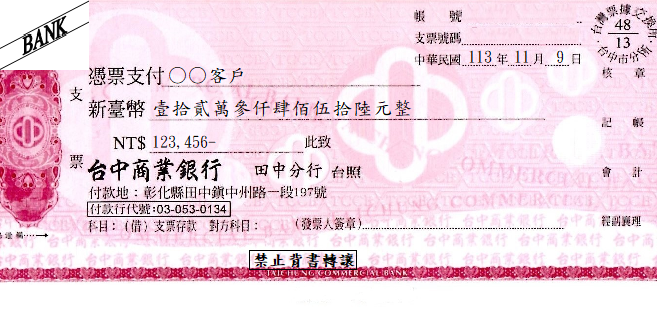 BANK
帳號
支票號碼
中華民國 113 年 11 月 9 日
台灣票據交換所
48
13
台中市分所
憑票支付○○客戶
核章
支票
新臺幣 壹拾貳萬參仟肆佰伍拾陸元整
記帳
NT$ 123,456- 此致
台中商業銀行 田中分行 台照
會計
付款地：彰化縣田中鎮中州路一段197號
付款行代號:03-053-0134
科目：(借) 支票存款 對方科目： (發票人簽章)
經副襄理
禁止背書轉讓
TAICHUNG COMMERCIAL BANK